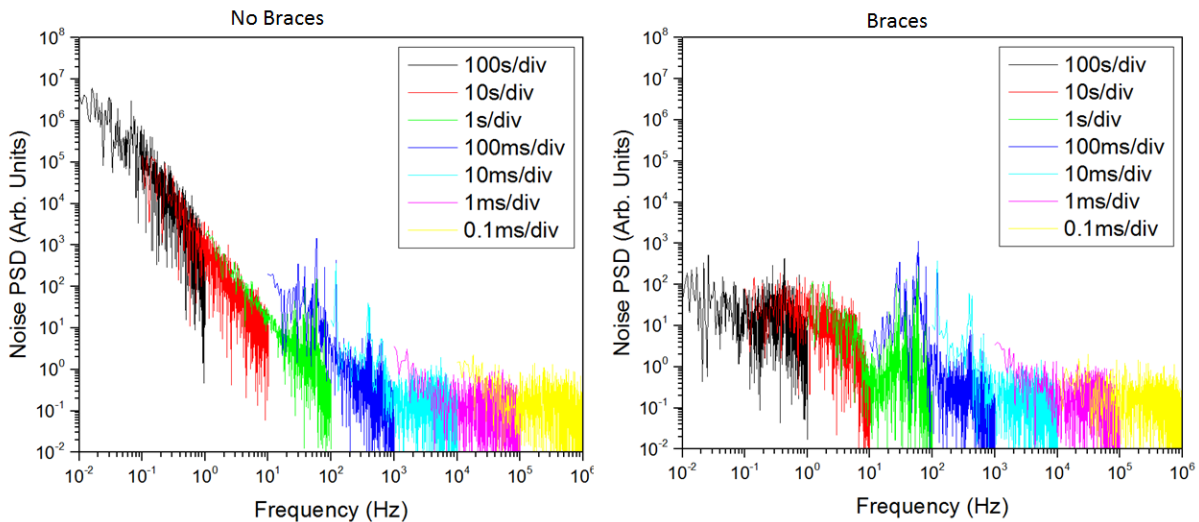 No Braces
Noise PSD (Arb. Units)
10^8
10^7
10^6
10^5
10^4
10^3
10^2
10^1
10^0
10^-1
10^-2
100s/div
10s/div
1s/div
100ms/div
10ms/div
1ms/div
0.1ms/div
10^-2 10^-1 10^0 10^1 10^2 10^3 10^4 10^5 10^6
Frequency (Hz)
Braces
Noise PSD (Arb. Units)
10^8
10^7
10^6
10^5
10^4
10^3
10^2
10^1
10^0
10^-1
10^-2
100s/div
10s/div
1s/div
100ms/div
10ms/div
1ms/div
0.1ms/div
10^-2 10^-1 10^0 10^1 10^2 10^3 10^4 10^5 10^6
Frequency (Hz)